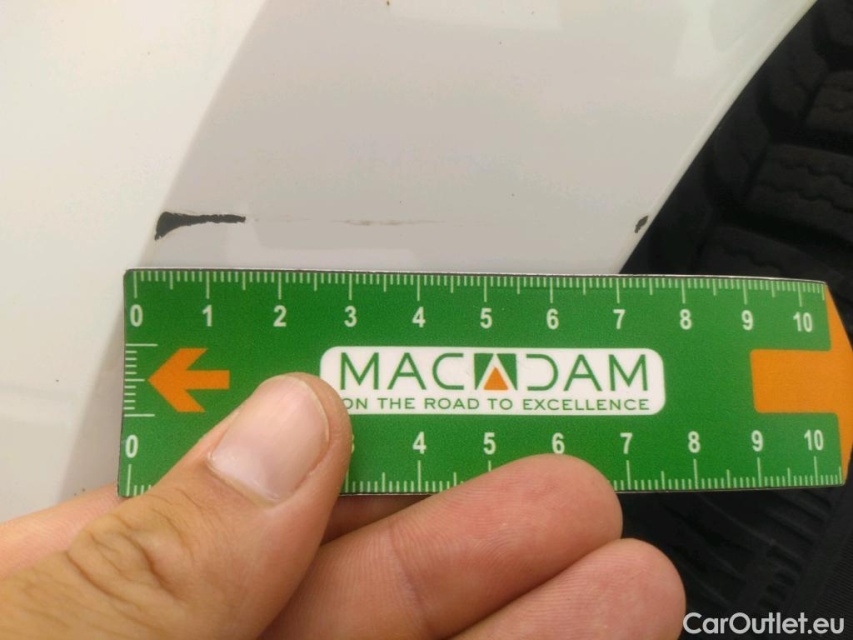 0 1 2 3 4 5 6 7 8 9 10
MACADAM
ON THE ROAD TO EXCELLENCE
0 4 5 6 7 8 9 10
CarOutlet.eu